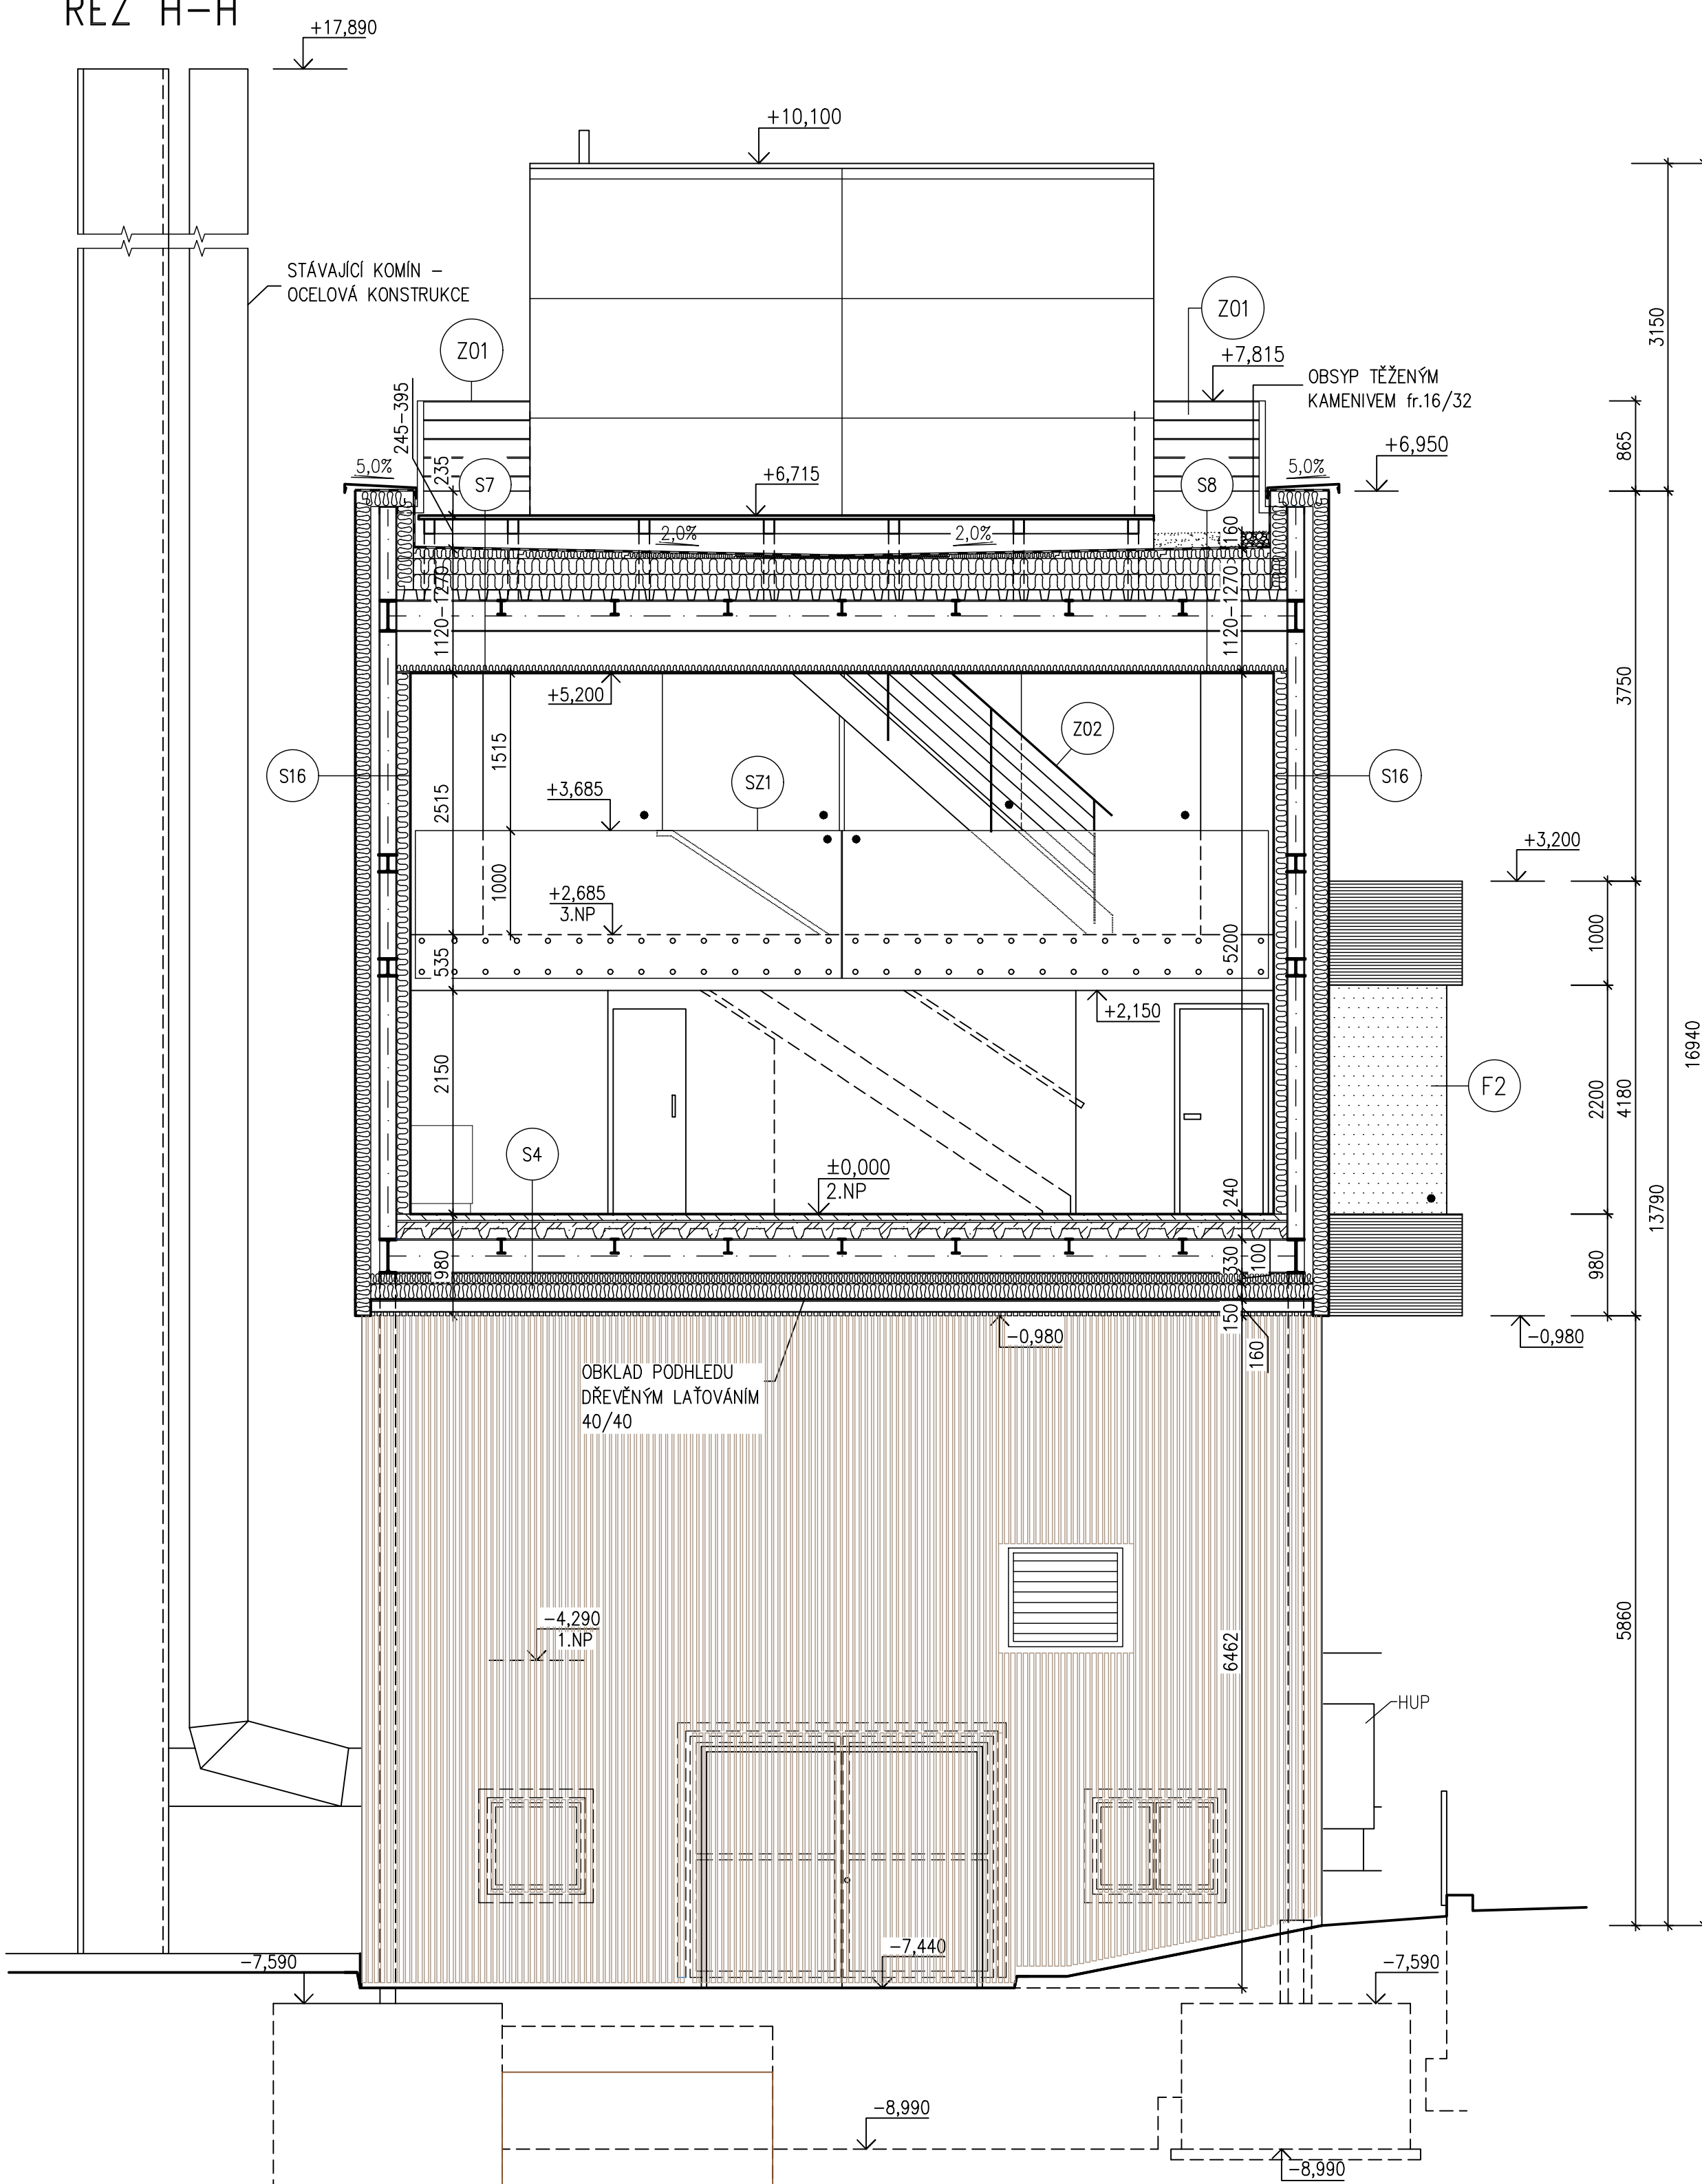 ŘEZ H-H
+17,890
+10,100
STÁVAJÍCÍ KOMÍN –
OCELOVÁ KONSTRUKCE
Z01
Z01
+7,815
OBSYP TĚŽENÝM
KAMENIVEM fr.16/32
3150
865
245-395
235
5,0%
S7
+6,715
S8
5,0%
+6,950
2,0%
2,0%
160
1120-1270
1120-1270
+5,200
3750
1515
Z02
S16
SZ1
S16
+3,685
2515
+3,200
1000
+2,685
3.NP
535
5200
1000
+2,150
16940
2150
F2
2200
4180
S4
±0,000
2.NP
240
13790
980
330
100
980
150
-0,980
-0,980
160
OBKLAD PODHLEDU
DŘEVĚNÝM LAŤOVÁNÍM
40/40
-4,290
1.NP
6462
5860
HUP
-7,590
-7,440
-7,590
-8,990
-8,990